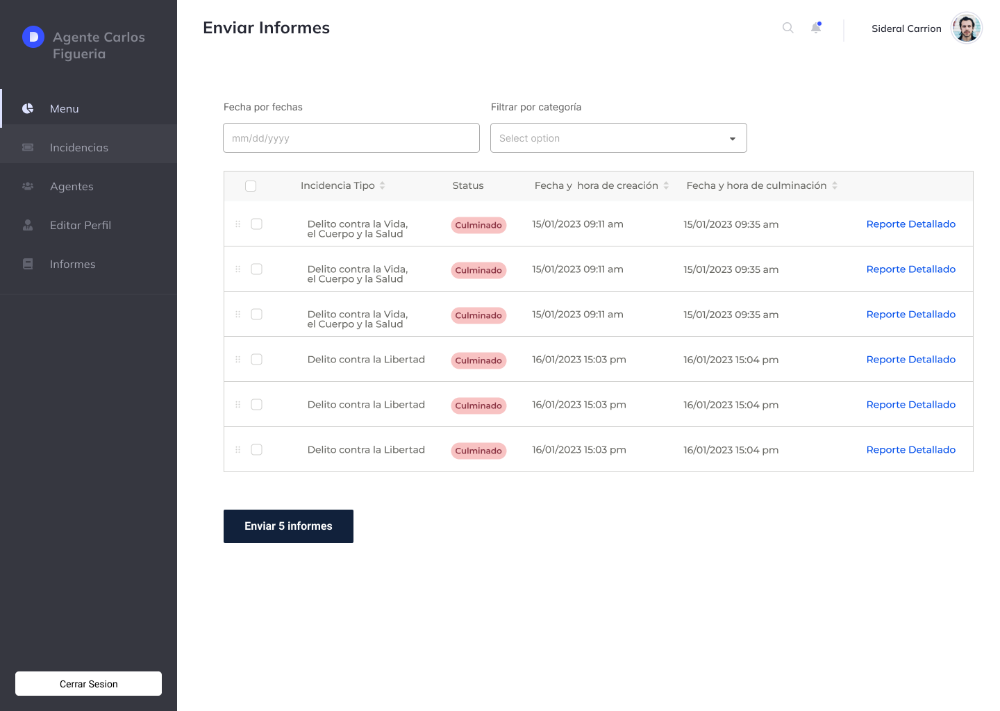 Agente Carlos
Figueria
Menu
Incidencias
Agentes
Editar Perfil
Informes
Cerrar Sesion
Enviar Informes
Sideral Carrion
Fecha por fechas
Filtrar por categoría
mm/dd/yyyy
Select option
Incidencia Tipo
Status
Fecha y  hora de creación
Fecha y hora de culminación
Delito contra la Vida,
el Cuerpo y la Salud
Culminado
15/01/2023 09:11 am
15/01/2023 09:35 am
Reporte Detallado
Delito contra la Vida,
el Cuerpo y la Salud
Culminado
15/01/2023 09:11 am
15/01/2023 09:35 am
Reporte Detallado
Delito contra la Vida,
el Cuerpo y la Salud
Culminado
15/01/2023 09:11 am
15/01/2023 09:35 am
Reporte Detallado
Delito contra la Libertad
Culminado
16/01/2023 15:03 pm
16/01/2023 15:04 pm
Reporte Detallado
Delito contra la Libertad
Culminado
16/01/2023 15:03 pm
16/01/2023 15:04 pm
Reporte Detallado
Delito contra la Libertad
Culminado
16/01/2023 15:03 pm
16/01/2023 15:04 pm
Reporte Detallado
Enviar 5 informes